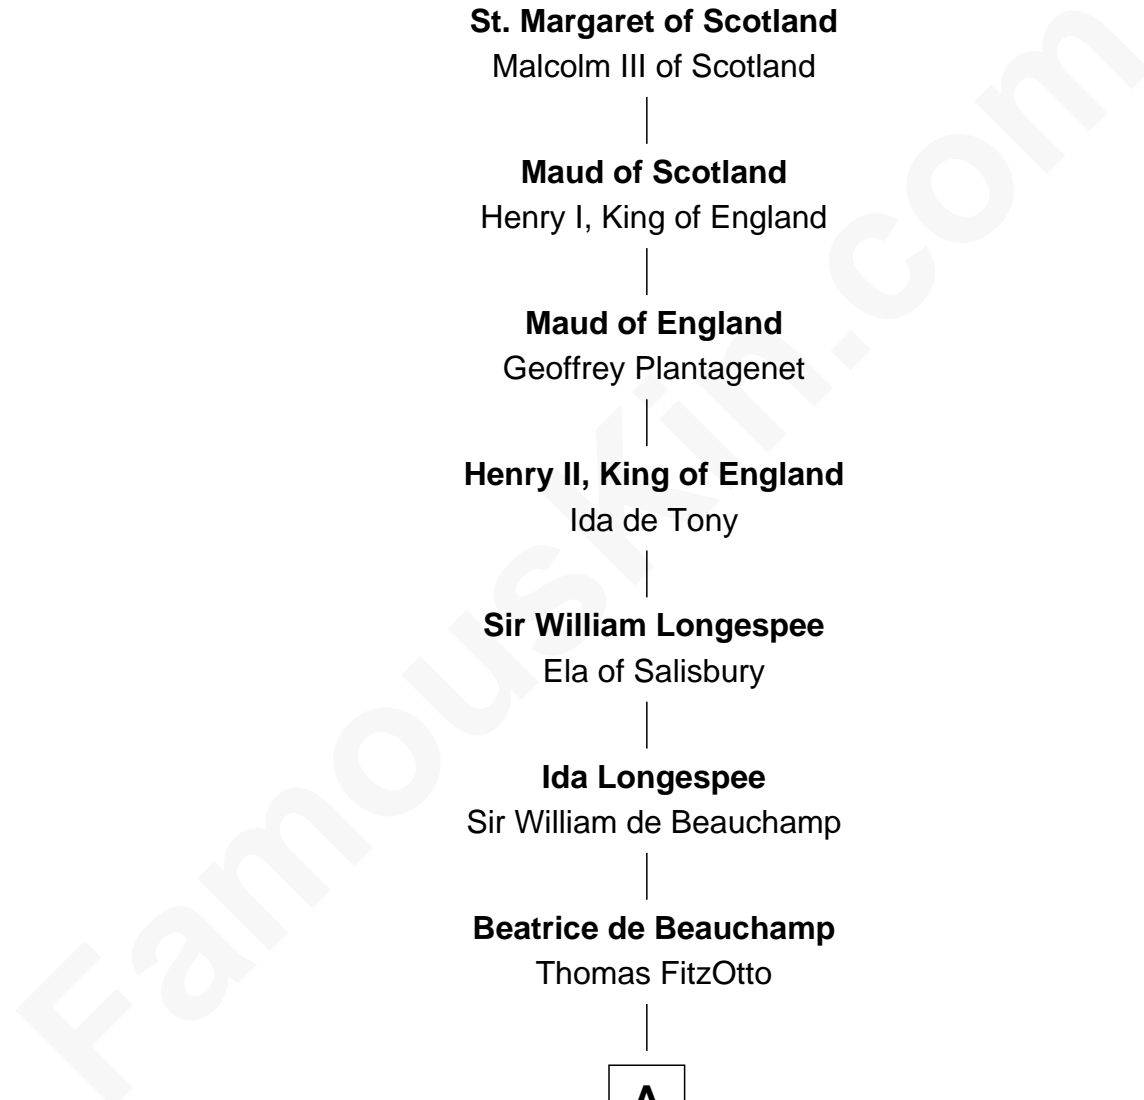 St. Margaret of Scotland
Malcolm III of Scotland
Maud of Scotland
Henry I, King of England
Maud of England
Geoffrey Plantagenet
Henry II, King of England
Ida de Tony
Sir William Longespee
Ela of Salisbury
Ida Longespee
Sir William de Beauchamp
Beatrice de Beauchamp
Thomas FitzOtto
A
FamousKin.com